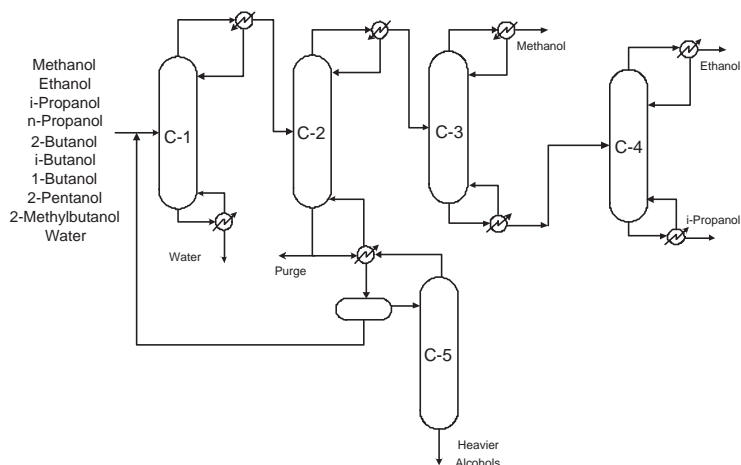 Methanol
Ethanol
i-Propanol
n-Propanol
2-Butanol
i-Butanol
1-Butanol
2-Pentanol
2-Methylbutanol
Water
C-1
C-2
C-3
C-4
C-5
Methanol
Ethanol
i-Propanol
Water
Purge
Heavier
Alcohols